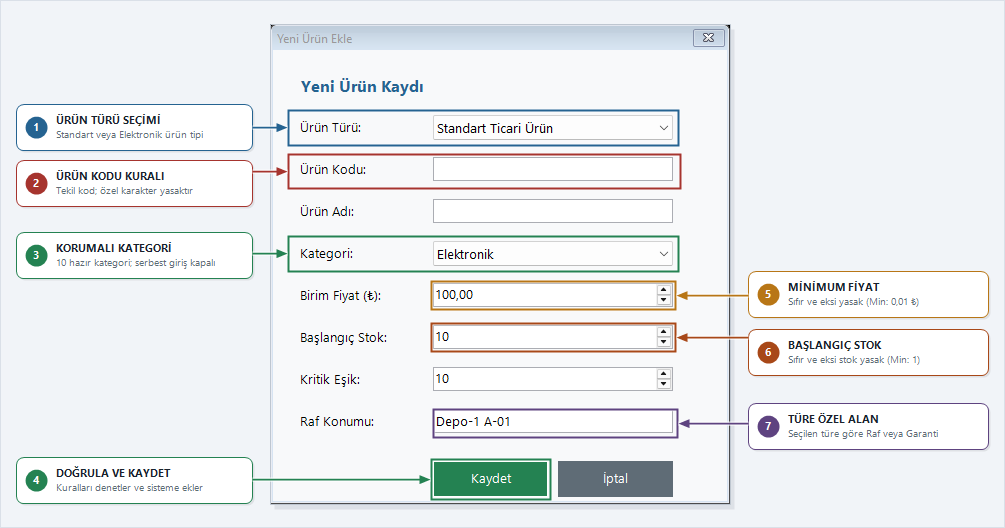 Yeni Ürün Ekle
Yeni Ürün Kaydı
1
ÜRÜN TÜRÜ SEÇİMİ
Standart veya Elektronik ürün tipi
Ürün Türü:
Standart Ticari Ürün
2
ÜRÜN KODU KURALI
Tekil kod; özel karakter yasaktır
Ürün Kodu:
Ürün Adı:
3
KORUMALI KATEGORİ
10 hazır kategori; serbest giriş kapalı
Kategori:
Elektronik
Birim Fiyat (₺):
100,00
5
MİNİMUM FİYAT
Sıfır ve eksi yasak (Min: 0,01 ₺)
Başlangıç Stok:
10
6
BAŞLANGIÇ STOK
Sıfır ve eksi stok yasak (Min: 1)
Kritik Eşik:
10
Raf Konumu:
Depo-1 A-01
7
TÜRE ÖZEL ALAN
Seçilen türe göre Raf veya Garanti
4
DOĞRULA VE KAYDET
Kuralları denetler ve sisteme ekler
Kaydet
İptal